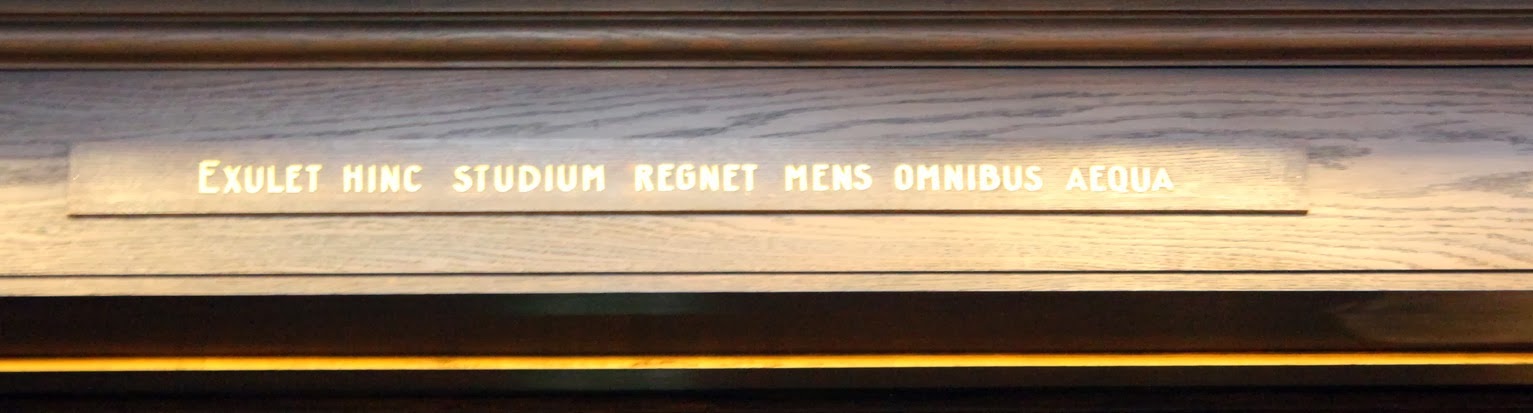 EXULET HINC STUDIUM REGNET MENS OMNIBUS AEQUA